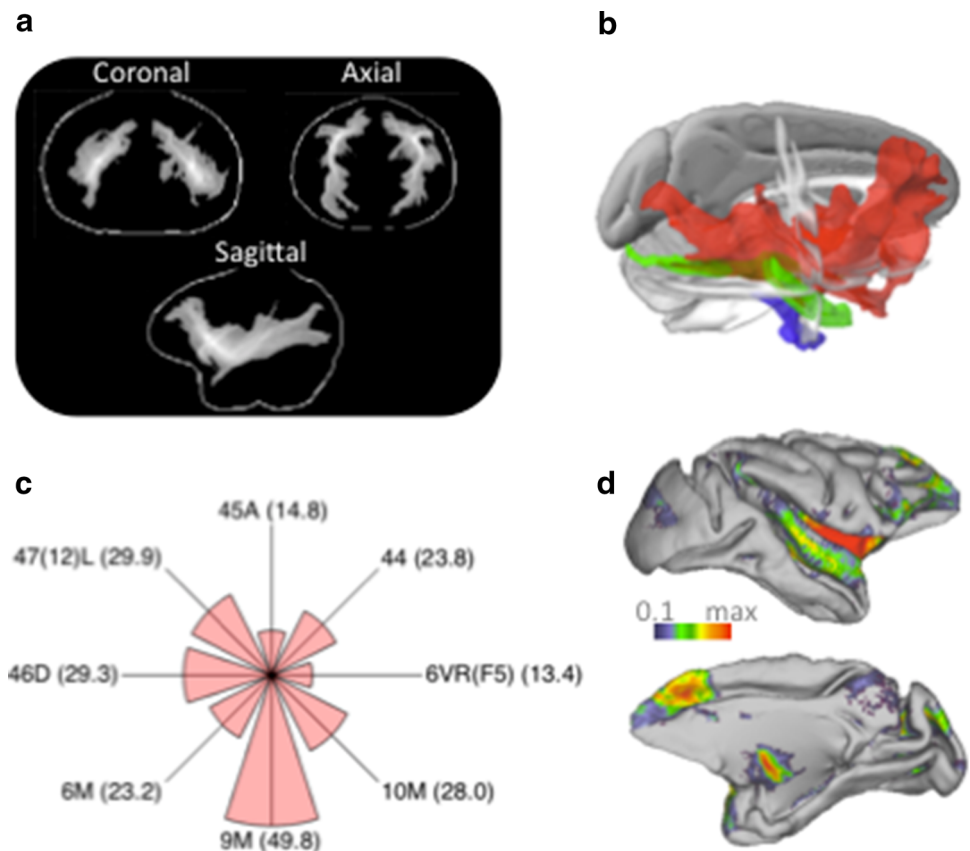 a
Coronal Axial
Sagittal
b
c
45A (14.8)
47(12)L (29.9)
44 (23.8)
46D (29.3)
6VR(F5) (13.4)
6M (23.2)
10M (28.0)
9M (49.8)
d
0.1 max